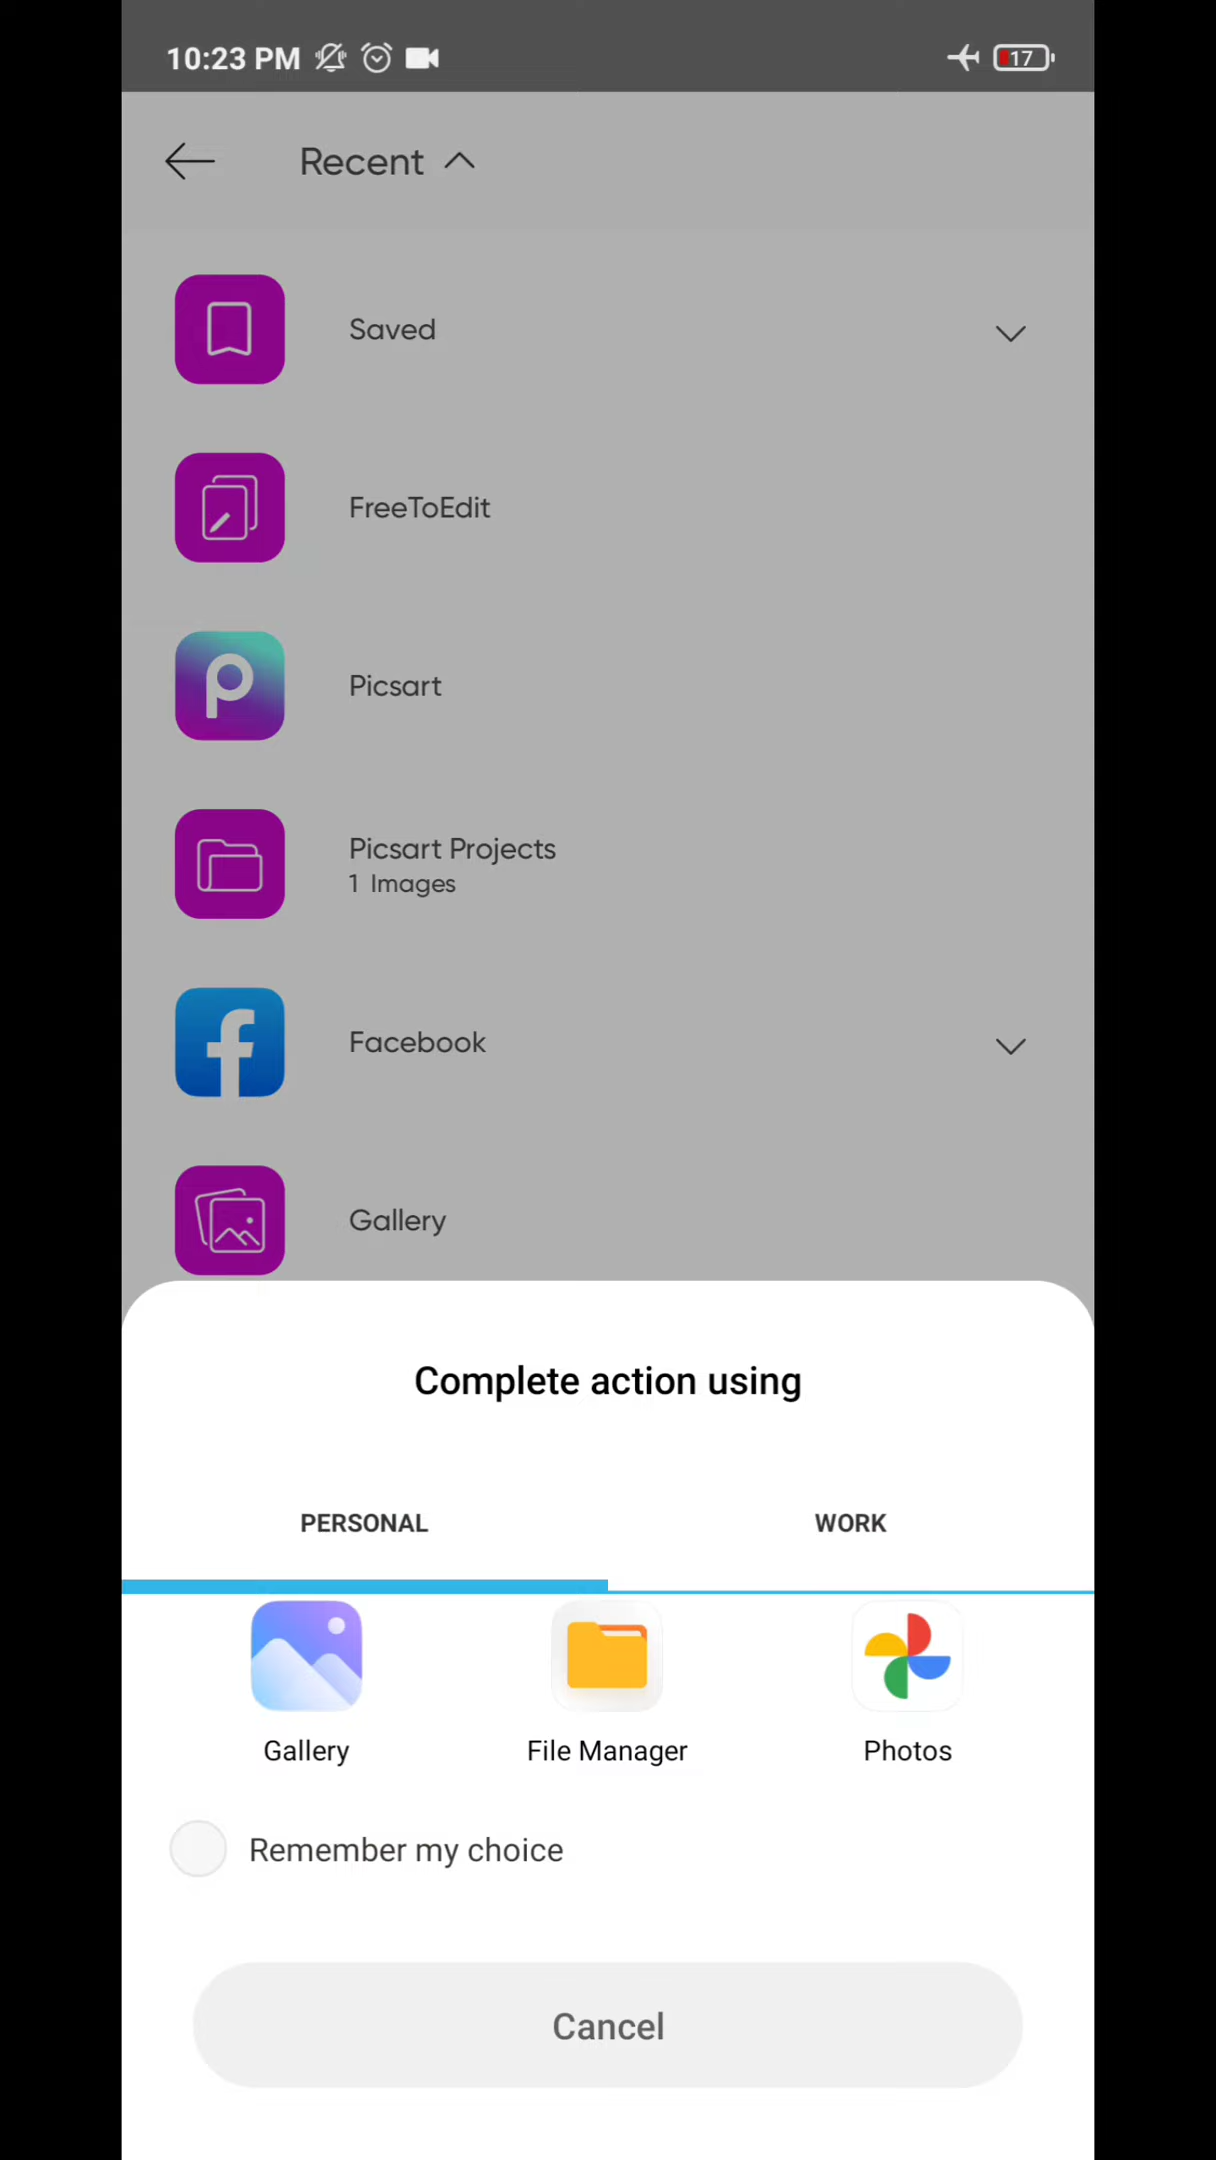 10:23 PM
17
Recent
Saved
FreeToEdit
Picsart
Picsart Projects
1 Images
Facebook
Gallery
Complete action using
PERSONAL
WORK
Gallery
File Manager
Photos
Remember my choice
Cancel